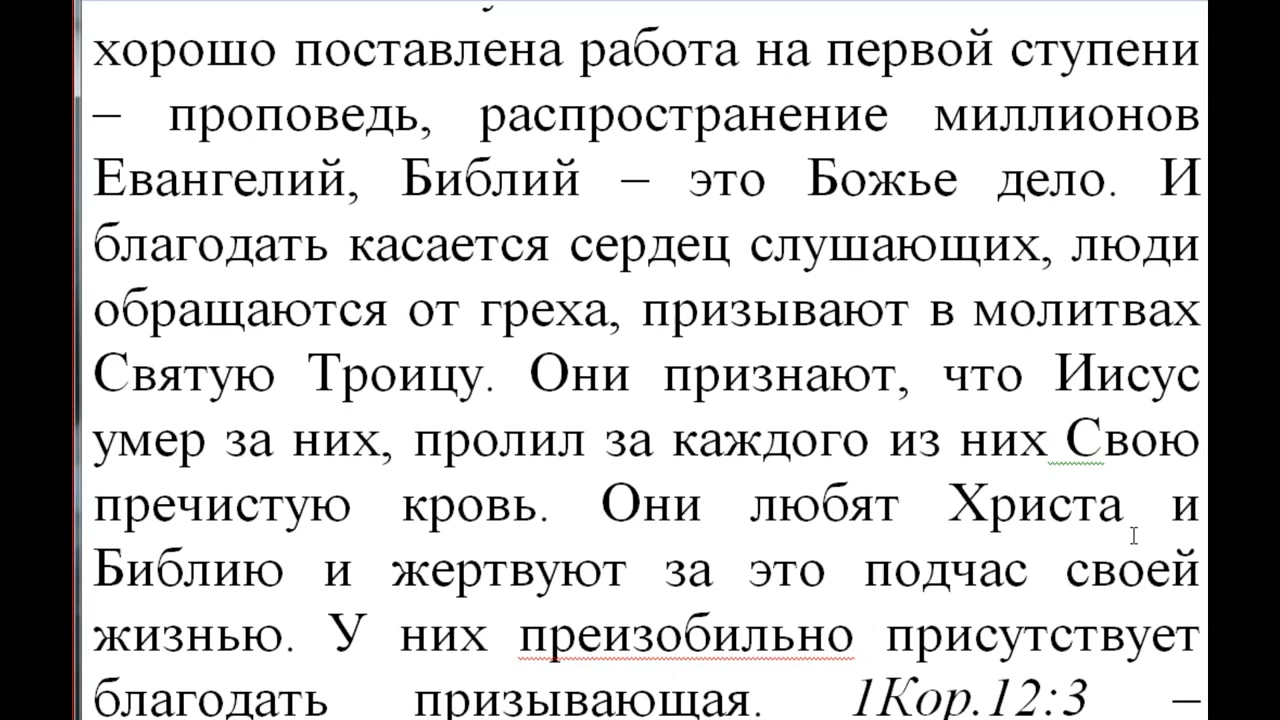 хорошо поставлена работа на первой ступени
– проповедь, распространение миллионов
Евангелий, Библий – это Божье дело. И
благодать касается сердец слушающих, люди
обращаются от греха, призывают в молитвах
Святую Троицу. Они признают, что Иисус
умер за них, пролил за каждого из них Свою
пречистую кровь. Они любят Христа и
Библию и жертвуют за это подчас своей
жизнью. У них преизобильно присутствует
благодать призывающая. 1Кор.12:3 –